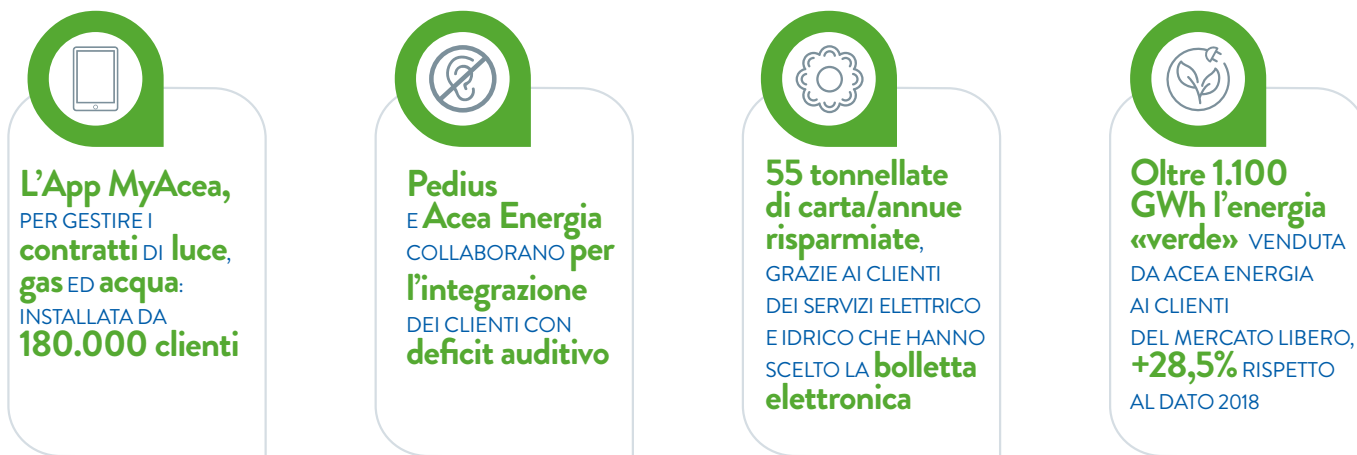 L'App MyAcea,
PER GESTIRE I
contratti DI luce,
gas ED acqua:
INSTALLATA DA
180.000 clienti
Pedius
E Acea Energia
COLLABORANO per
l'integrazione
DEI CLIENTI CON
deficit auditivo
55 tonnellate
di carta/annue
risparmiate,
GRAZIE AI CLIENTI
DEI SERVIZI ELETTRICO
E IDRICO CHE HANNO
SCELTO LA bolletta
elettronica
Oltre 1.100
GWh l'energia
«verde» VENDUTA
DA ACEA ENERGIA
AI CLIENTI
DEL MERCATO LIBERO,
+28,5% RISPETTO
AL DATO 2018